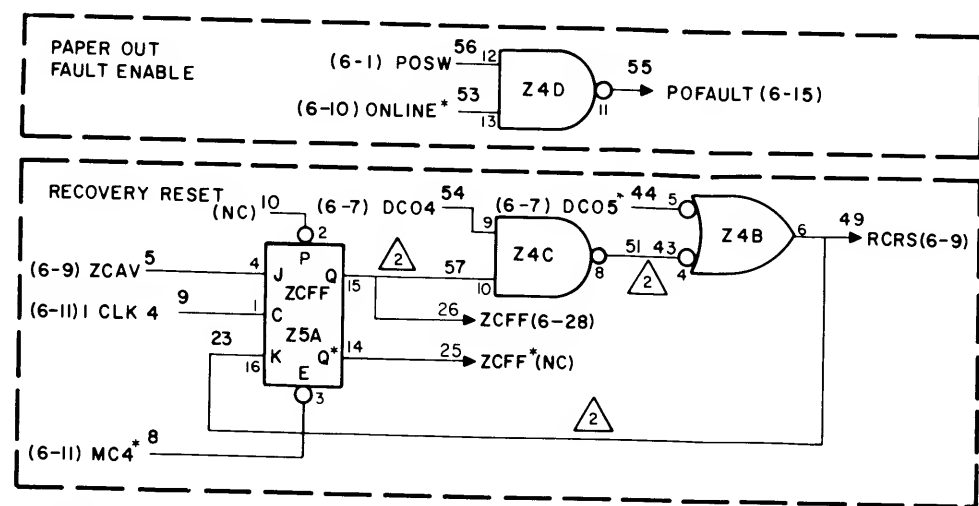 PAPER OUT
FAULT ENABLE
(6-1) POSW 56 12
(6-10) ONLINE* 53 13
Z4D
11
55
POFAULT (6-15)
RECOVERY RESET
(NC) 10
2
P
(6-9) ZCAV 5 4 J
(6-11) I CLK 4 9 1 C
23 16 K
ZCFF
Z5A
E
3
(6-11) MC4* 8
Q 15
Q* 14
2
57
26 ZCFF(6-28)
25 ZCFF*(NC)
(6-7) DCO4 54 9
10
Z4C
8
51 43
2
4
(6-7) DCO5* 44 5
Z4B
6
49
RCRS(6-9)
2